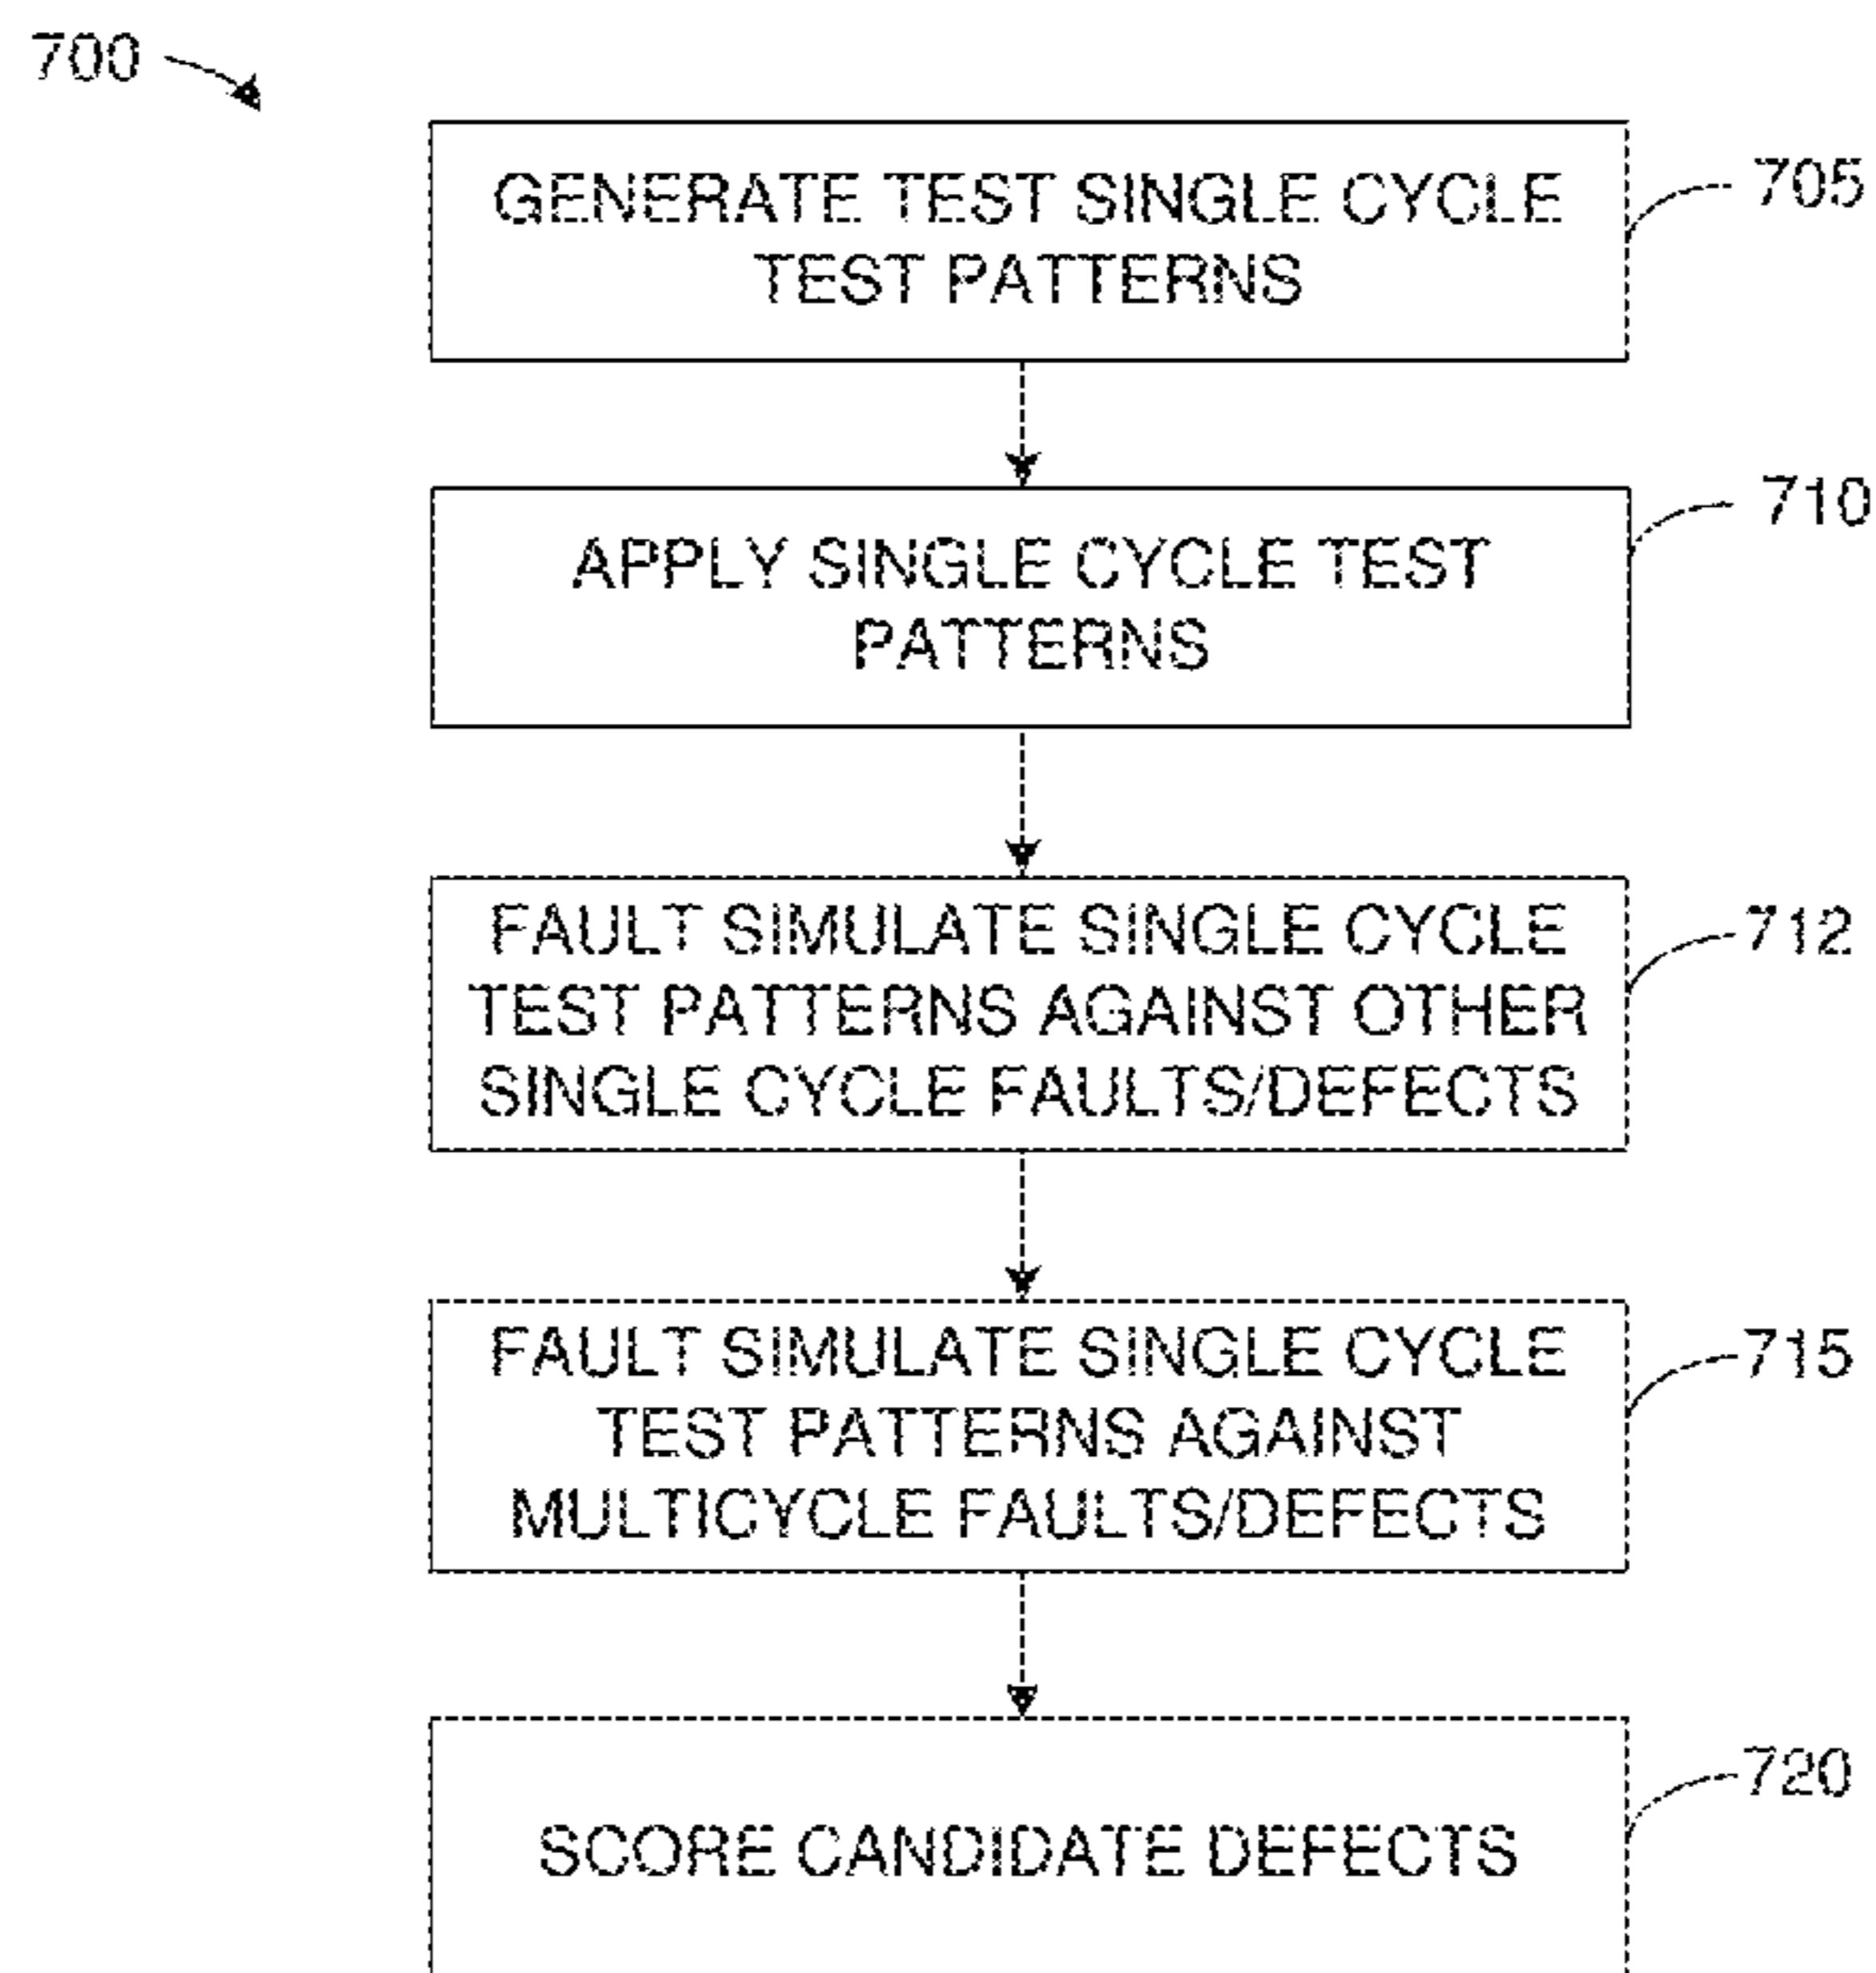 700
GENERATE TEST SINGLE CYCLE
TEST PATTERNS
705
APPLY SINGLE CYCLE TEST
PATTERNS
710
FAULT SIMULATE SINGLE CYCLE
TEST PATTERNS AGAINST OTHER
SINGLE CYCLE FAULTS/DEFECTS
712
FAULT SIMULATE SINGLE CYCLE
TEST PATTERNS AGAINST
MULTICYCLE FAULTS/DEFECTS
715
SCORE CANDIDATE DEFECTS
720